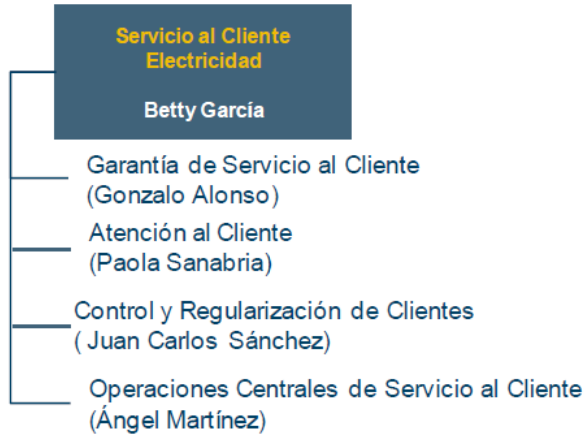 Servicio al Cliente
Electricidad
Betty García
Garantía de Servicio al Cliente
(Gonzalo Alonso)
Atención al Cliente
(Paola Sanabria)
Control y Regularización de Clientes
( Juan Carlos Sánchez)
Operaciones Centrales de Servicio al Cliente
(Ángel Martínez)